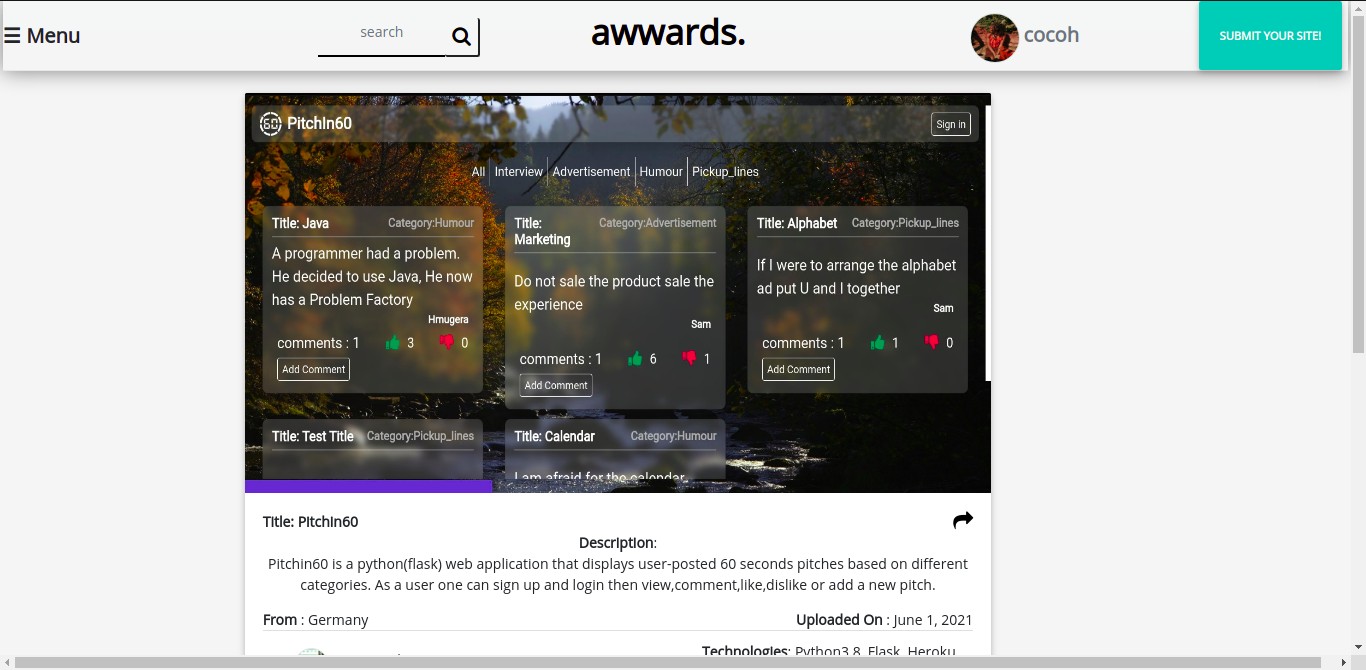 ☰ Menu
search
awwards.
cocoh
SUBMIT YOUR SITE!
60 PitchIn60
Sign in
All Interview Advertisement Humour Pickup_lines
Title: Java Category:Humour
A programmer had a problem.
He decided to use Java, He now
has a Problem Factory
Hmugera
comments : 1 3 0
Add Comment
Title: Category:Advertisement
Marketing
Do not sale the product sale the
experience
Sam
comments : 1 6 1
Add Comment
Title: Alphabet Category:Pickup_lines
If I were to arrange the alphabet
ad put U and I together
Sam
comments : 1 1 0
Add Comment
Title: Test Title Category:Pickup_lines
Title: Calendar Category:Humour
I am afraid for the calendar.
Title: PitchIn60
Description:
Pitchin60 is a python(flask) web application that displays user-posted 60 seconds pitches based on different
categories. As a user one can sign up and login then view,comment,like,dislike or add a new pitch.
From : Germany Uploaded On : June 1, 2021
Technologies: Python3.8, Flask, Heroku